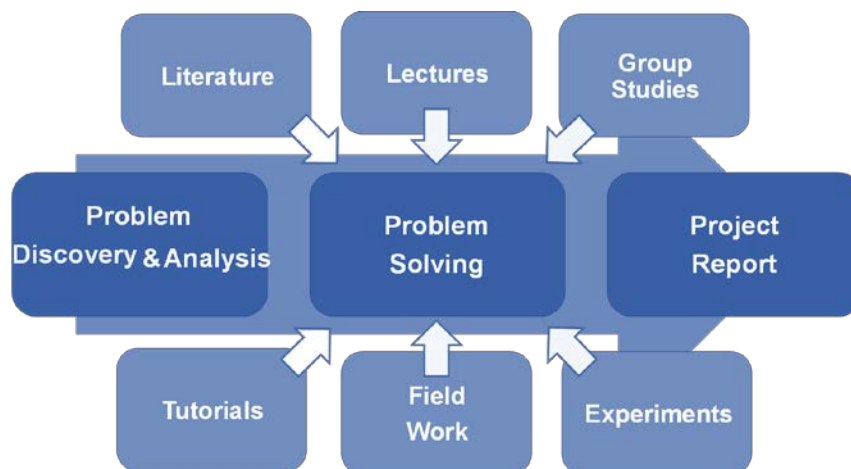 Literature
Lectures
Group
Studies
Problem
Discovery & Analysis
Problem
Solving
Project
Report
Tutorials
Field
Work
Experiments